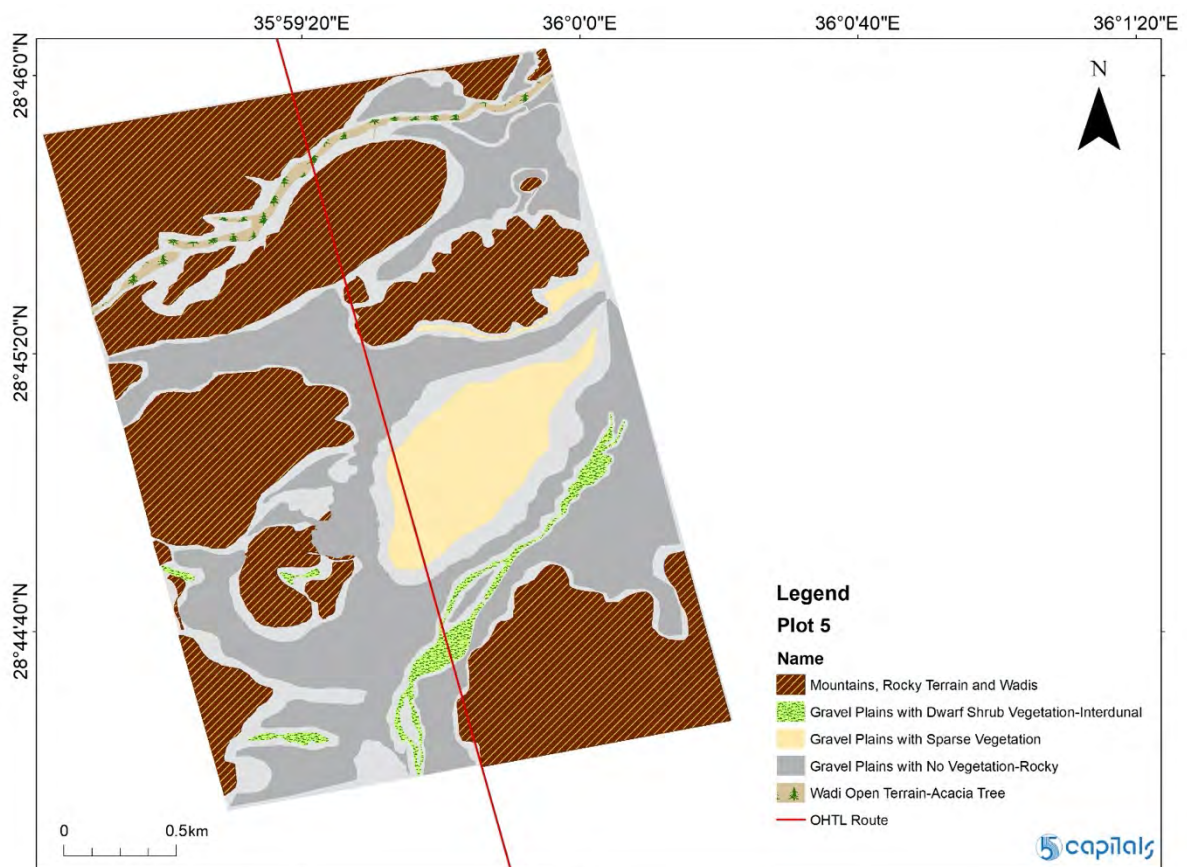 35°59'20"E 36°0'0"E 36°0'40"E 36°1'20"E
28°46'0"N
28°45'20"N
28°44'40"N
N
Legend
Plot 5
Name
Mountains, Rocky Terrain and Wadis
Gravel Plains with Dwarf Shrub Vegetation-Interdunal
Gravel Plains with Sparse Vegetation
Gravel Plains with No Vegetation-Rocky
Wadi Open Terrain-Acacia Tree
OHTL Route
0 0.5km
5 capitals